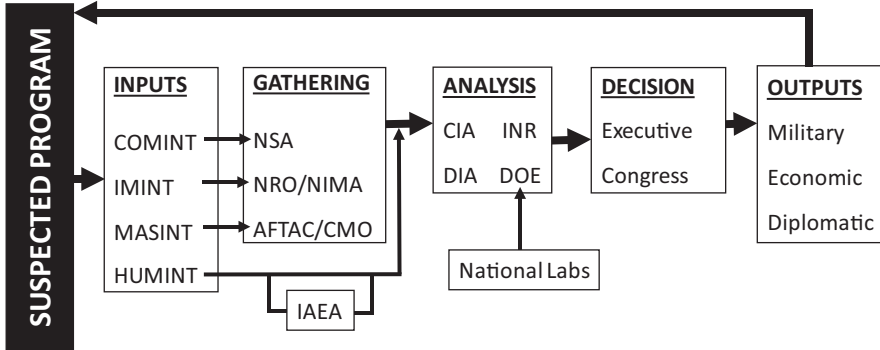 SUSPECTED PROGRAM
INPUTS
COMINT
IMINT
MASINT
HUMINT
GATHERING
NSA
NRO/NIMA
AFTAC/CMO
IAEA
ANALYSIS
CIA INR
DIA DOE
National Labs
DECISION
Executive
Congress
OUTPUTS
Military
Economic
Diplomatic